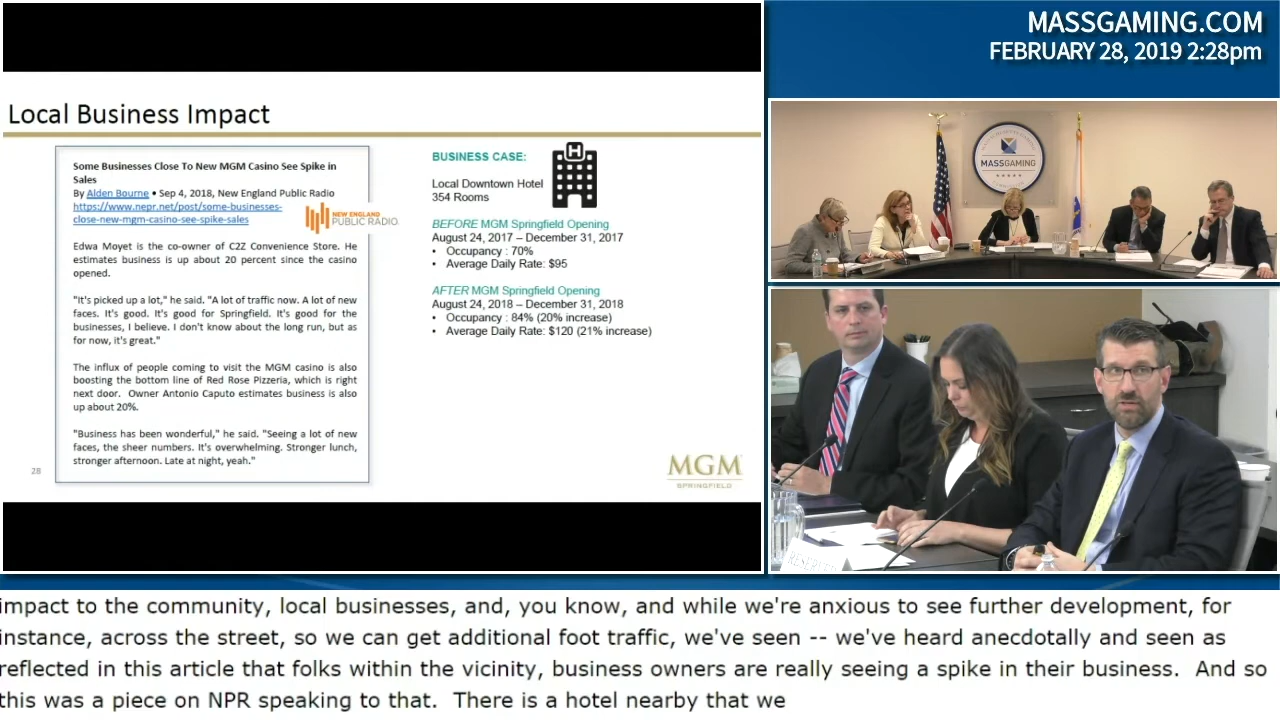 MASSGAMING.COM
FEBRUARY 28, 2019 2:28pm
Local Business Impact
Some Businesses Close To New MGM Casino See Spike in
Sales
By Alden Bourne • Sep 4, 2018, New England Public Radio
https://www.nepr.net/post/some-businesses-
close-new-mgm-casino-see-spike-sales
NEW ENGLAND
PUBLIC RADIO
Edwa Moyet is the co-owner of C2Z Convenience Store. He
estimates business is up about 20 percent since the casino
opened.
"It's picked up a lot," he said. "A lot of traffic now. A lot of new
faces. It's good. It's good for Springfield. It's good for the
businesses, I believe. I don't know about the long run, but as
for now, it's great."
The influx of people coming to visit the MGM casino is also
boosting the bottom line of Red Rose Pizzeria, which is right
next door. Owner Antonio Caputo estimates business is also
up about 20%.
"Business has been wonderful," he said. "Seeing a lot of new
faces, the sheer numbers. It's overwhelming. Stronger lunch,
stronger afternoon. Late at night, yeah."
28
BUSINESS CASE:
H
Local Downtown Hotel
354 Rooms
BEFORE MGM Springfield Opening
August 24, 2017 – December 31, 2017
• Occupancy : 70%
• Average Daily Rate: $95
AFTER MGM Springfield Opening
August 24, 2018 – December 31, 2018
• Occupancy : 84% (20% increase)
• Average Daily Rate: $120 (21% increase)
MGM
SPRINGFIELD
MASSGAMING
RESERVED
impact to the community, local businesses, and, you know, and while we're anxious to see further development, for
instance, across the street, so we can get additional foot traffic, we've seen -- we've heard anecdotally and seen as
reflected in this article that folks within the vicinity, business owners are really seeing a spike in their business. And so
this was a piece on NPR speaking to that. There is a hotel nearby that we